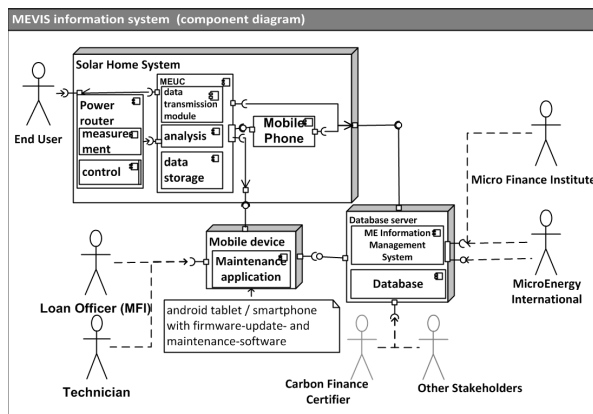 MEVIS information system (component diagram)
Solar Home System
End User
Power
router
measure
ment
control
MEUC
data
transmission
module
analysis
data
storage
Mobile
Phone
Micro Finance Institute
Mobile device
Maintenance
application
Database server
ME Information
Management
System
Database
MicroEnergy
International
Loan Officer (MFI)
android tablet / smartphone
with firmware-update- and
maintenance-software
Technician
Carbon Finance
Certifier
Other Stakeholders